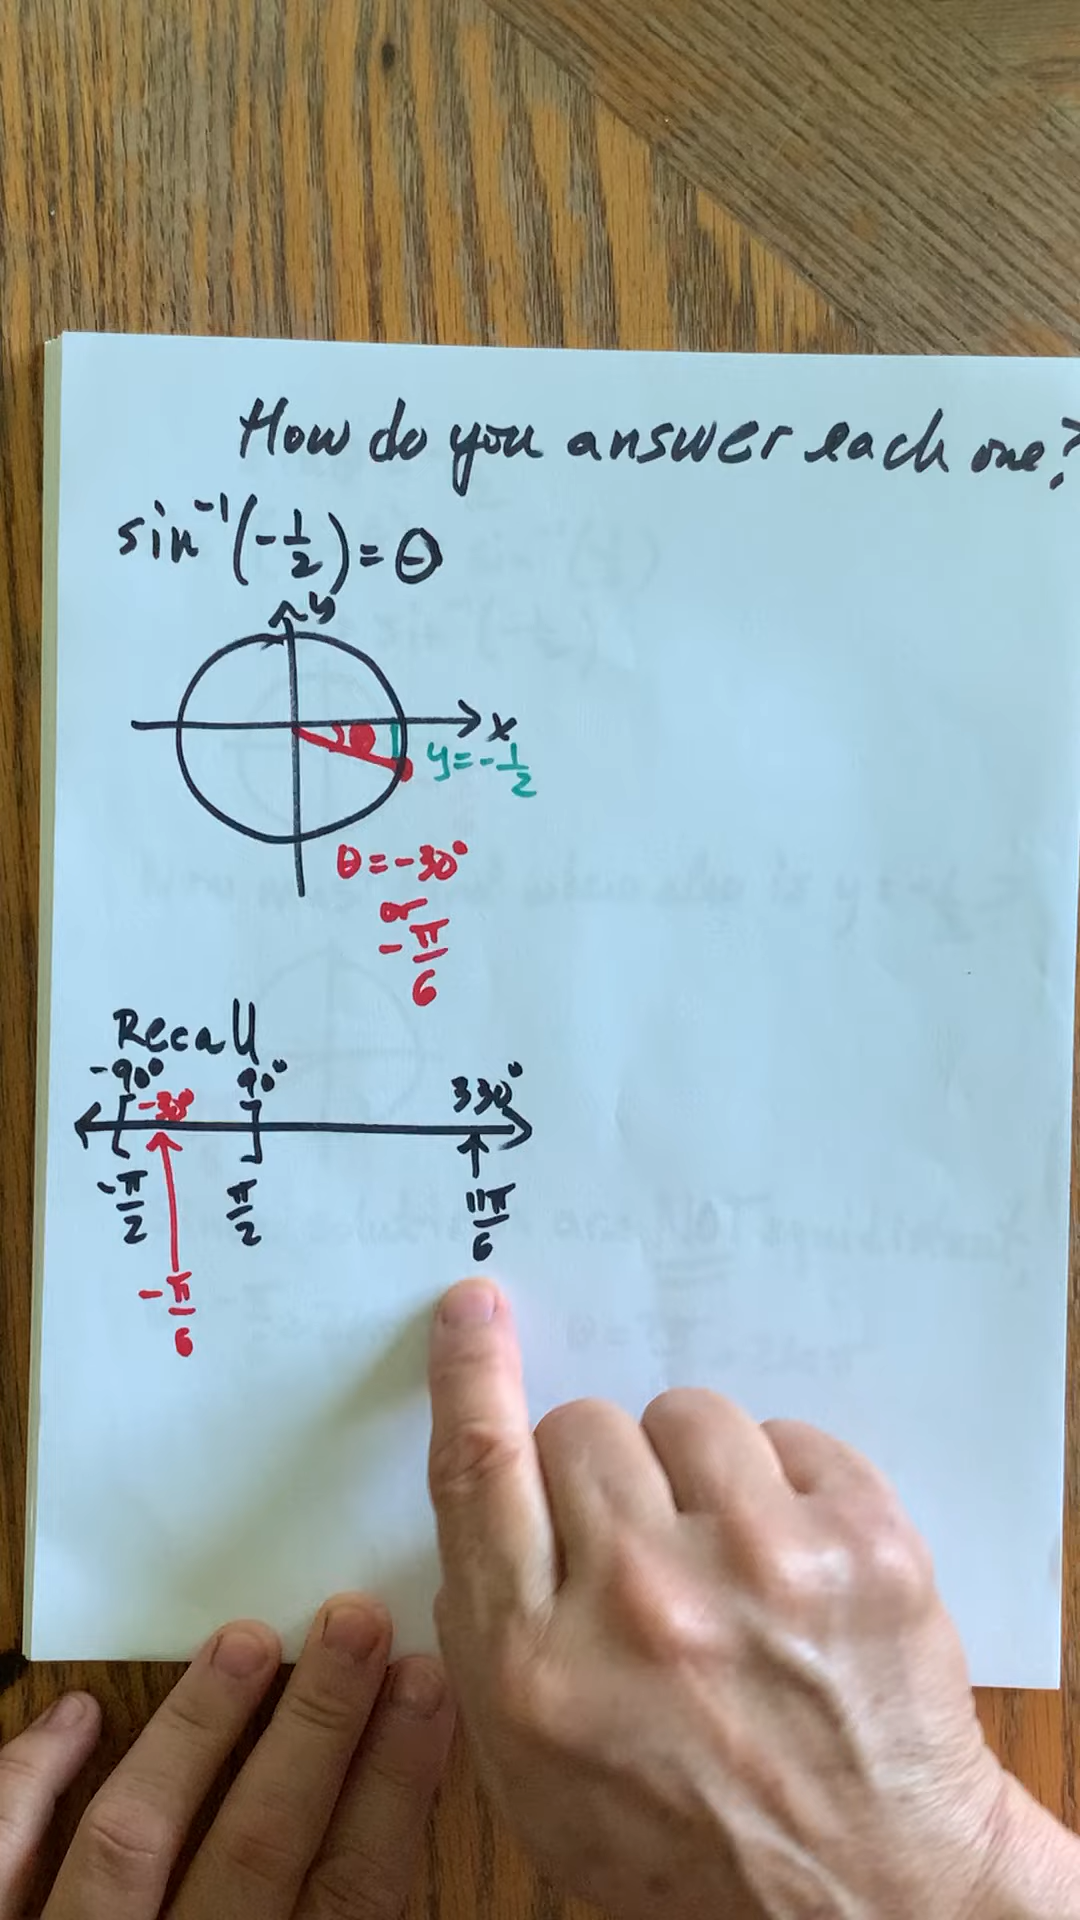 How do you answer each one?
sin⁻¹(-1/2) = θ
y
x
y = -1/2
θ = -30°
or
-π/6
Recall
-90° 90° 330°
-30°
-π/2 π/2 11π/6
-π/6